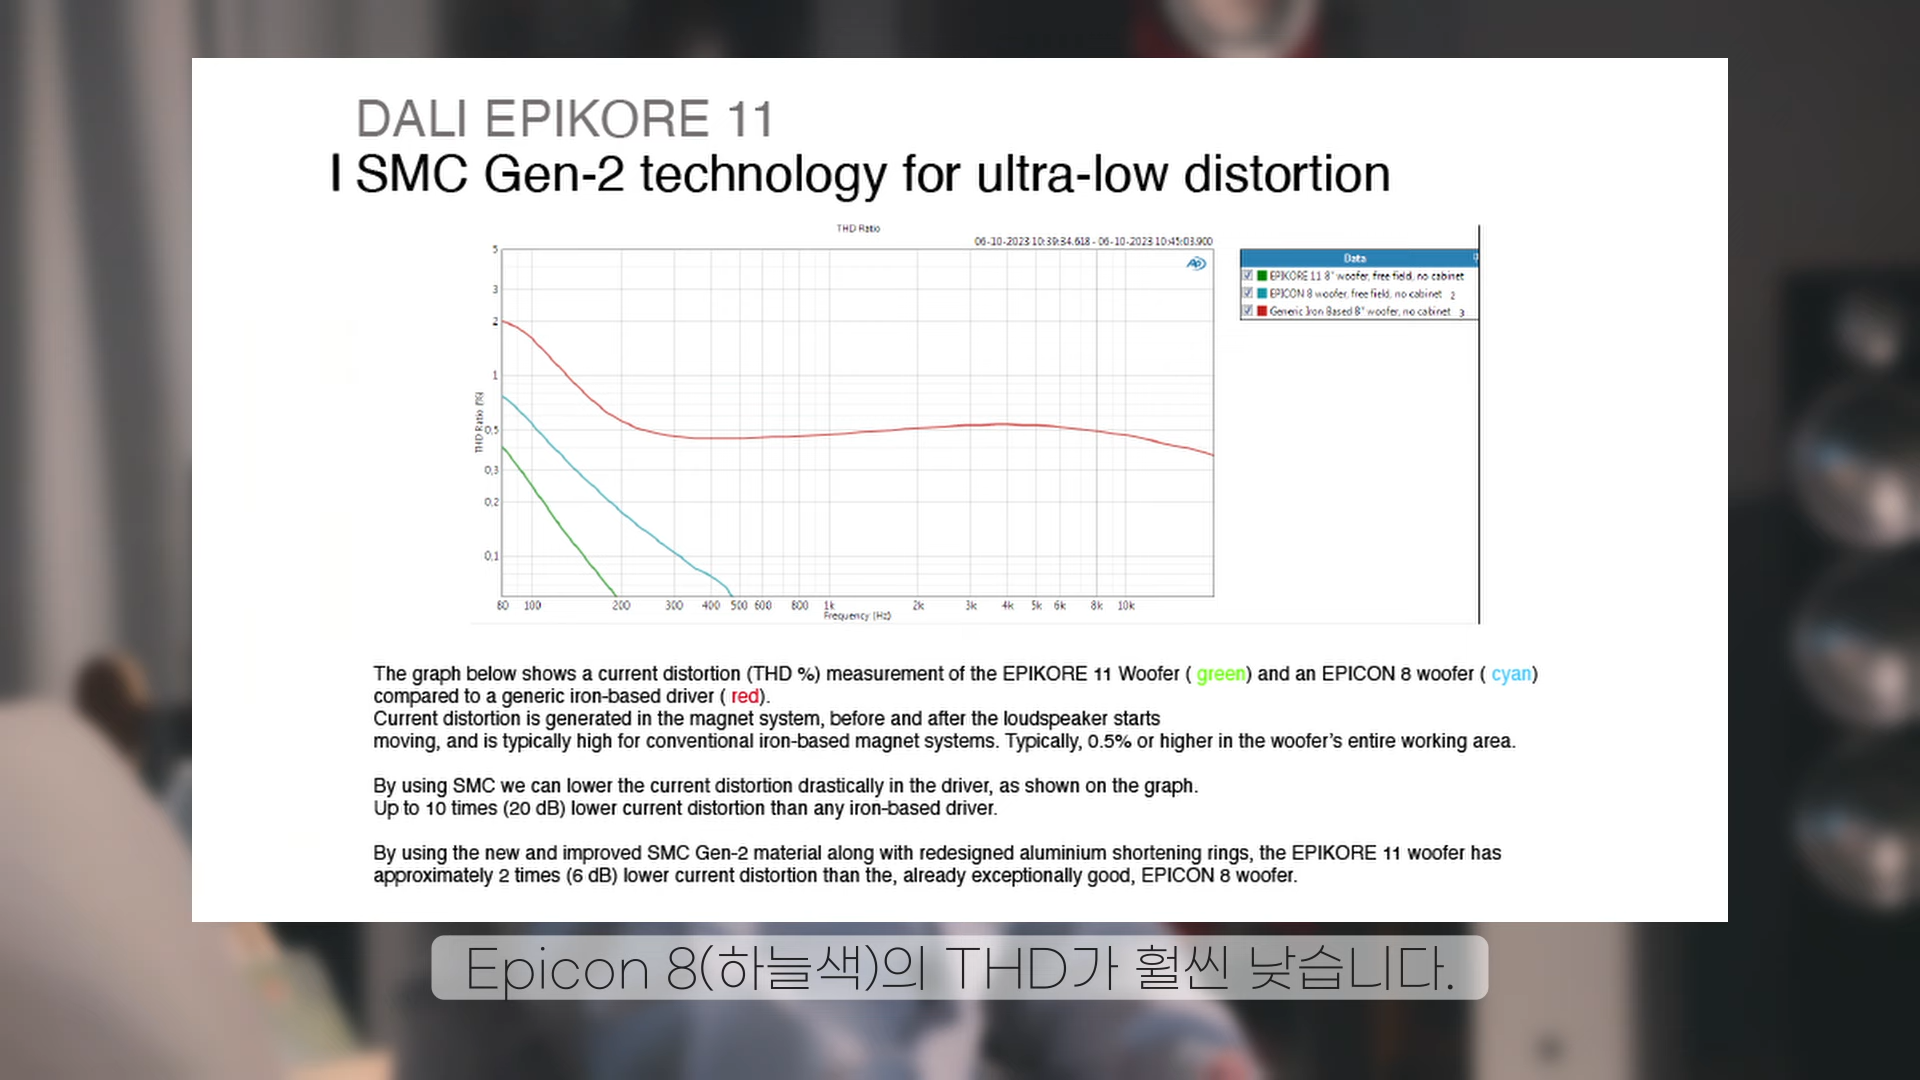 DALI EPIKORE 11
I SMC Gen-2 technology for ultra-low distortion
THD Ratio
06-10-2023 10:39:34.618 - 06-10-2023 10:45:03.900
5
3
2
1
0,5
0,3
0,2
0,1
THD Ratio (%)
80 100 200 300 400 500 600 800 1k 2k 3k 4k 5k 6k 8k 10k
Frequency (Hz)
AP
Data
EPIKORE 11 8" woofer, free field, no cabinet
EPICON 8 woofer, free field, no cabinet 2
Generic Iron Based 8" woofer, no cabinet 3
The graph below shows a current distortion (THD %) measurement of the EPIKORE 11 Woofer ( green) and an EPICON 8 woofer ( cyan)
compared to a generic iron-based driver ( red).
Current distortion is generated in the magnet system, before and after the loudspeaker starts
moving, and is typically high for conventional iron-based magnet systems. Typically, 0.5% or higher in the woofer's entire working area.
By using SMC we can lower the current distortion drastically in the driver, as shown on the graph.
Up to 10 times (20 dB) lower current distortion than any iron-based driver.
By using the new and improved SMC Gen-2 material along with redesigned aluminium shortening rings, the EPIKORE 11 woofer has
approximately 2 times (6 dB) lower current distortion than the, already exceptionally good, EPICON 8 woofer.
Epicon 8(하늘색)의 THD가 훨씬 낮습니다.